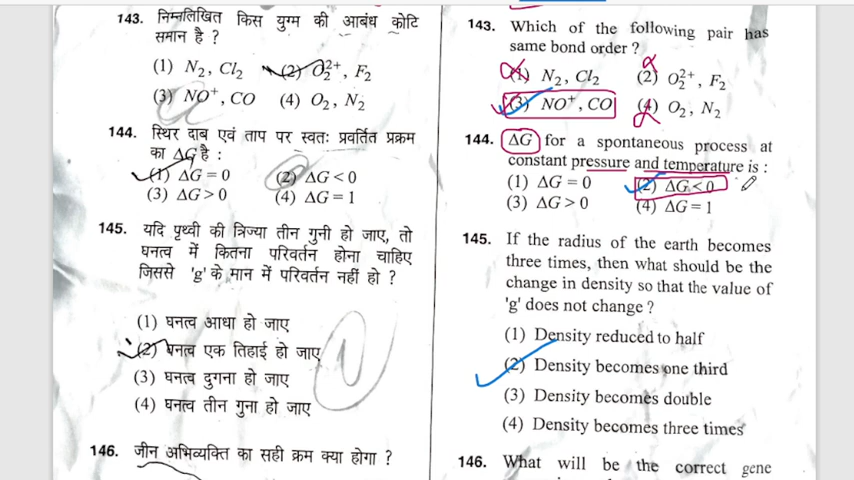 143. निम्नलिखित किस युग्म की आबंध कोटि
समान है ?
(1) N₂, Cl₂ (2) O₂²⁺, F₂
(3) NO⁺, CO (4) O₂, N₂
144. स्थिर दाब एवं ताप पर स्वतः प्रवर्तित प्रक्रम
का ΔG है :
(1) ΔG = 0 (2) ΔG < 0
(3) ΔG > 0 (4) ΔG = 1
145. यदि पृथ्वी की त्रिज्या तीन गुनी हो जाए, तो
घनत्व में कितना परिवर्तन होना चाहिए
जिससे 'g' के मान में परिवर्तन नहीं हो ?
(1) घनत्व आधा हो जाए
(2) घनत्व एक तिहाई हो जाए
(3) घनत्व दुगना हो जाए
(4) घनत्व तीन गुना हो जाए
146. जीन अभिव्यक्ति का सही क्रम क्या होगा ?
143. Which of the following pair has
same bond order ?
(1) N₂, Cl₂ (2) O₂²⁺, F₂
(3) NO⁺, CO (4) O₂, N₂
144. ΔG for a spontaneous process at
constant pressure and temperature is :
(1) ΔG = 0 (2) ΔG < 0
(3) ΔG > 0 (4) ΔG = 1
145. If the radius of the earth becomes
three times, then what should be the
change in density so that the value of
'g' does not change ?
(1) Density reduced to half
(2) Density becomes one third
(3) Density becomes double
(4) Density becomes three times
146. What will be the correct gene